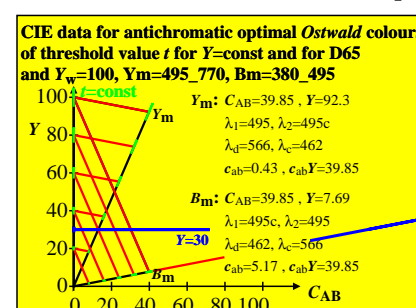 CIE data for antichromatic optimal Ostwald colours
of threshold value t for Y=const and for D65
and Yw=100, Ym=495_770, Bm=380_495
t=const
Y
100
80
60
40
20
0
Ym
Bm
Y=30
Ym: CAB=39.85 , Y=92.3
λ1=495, λ2=495c
λd=566, λc=462
cab=0.43 , cabY=39.85
Bm: CAB=39.85 , Y=7.69
λ1=495c, λ2=495
λd=462, λc=566
cab=5.17 , cabY=39.85
0 20 40 60 80 100
CAB